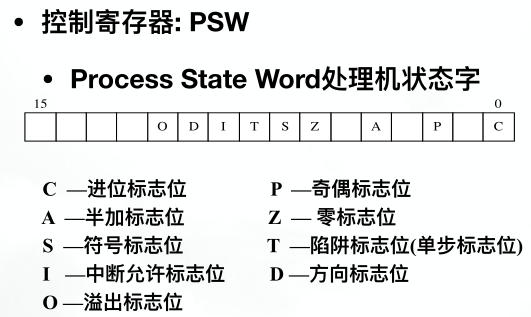 • 控制寄存器: PSW
• Process State Word处理机状态字
15 0
O D I T S Z A P C
C —进位标志位 P —奇偶标志位
A —半加标志位 Z — 零标志位
S —符号标志位 T —陷阱标志位(单步标志位)
I —中断允许标志位 D —方向标志位
O —溢出标志位